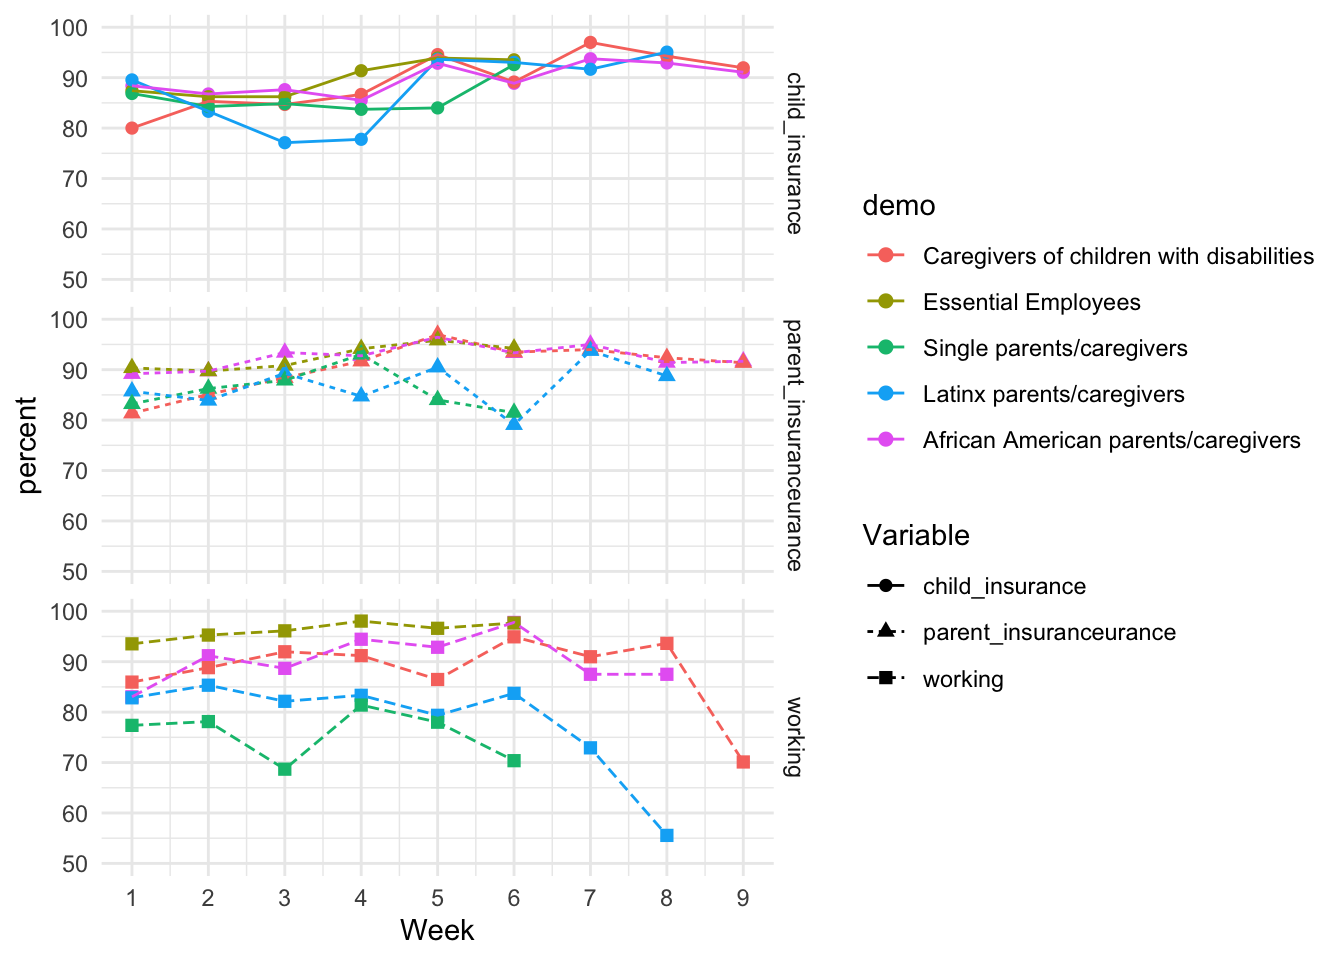 100
90
80
70
60
50
child_insurance
100
90
80
70
60
50
parent_insuranceurance
100
90
80
70
60
50
working
percent
1 2 3 4 5 6 7 8 9
Week
demo
Caregivers of children with disabilities
Essential Employees
Single parents/caregivers
Latinx parents/caregivers
African American parents/caregivers
Variable
child_insurance
parent_insuranceurance
working